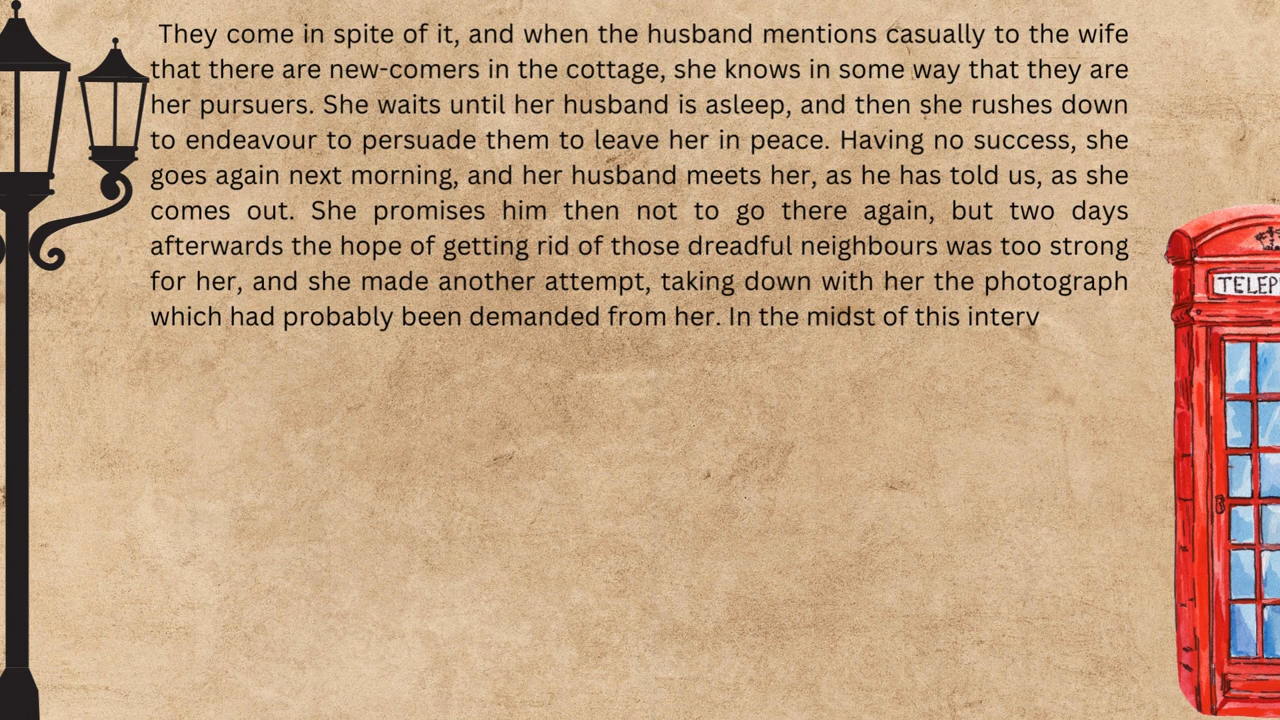 They come in spite of it, and when the husband mentions casually to the wife
that there are new-comers in the cottage, she knows in some way that they are
her pursuers. She waits until her husband is asleep, and then she rushes down
to endeavour to persuade them to leave her in peace. Having no success, she
goes again next morning, and her husband meets her, as he has told us, as she
comes out. She promises him then not to go there again, but two days
afterwards the hope of getting rid of those dreadful neighbours was too strong
for her, and she made another attempt, taking down with her the photograph
which had probably been demanded from her. In the midst of this interv
TELEP